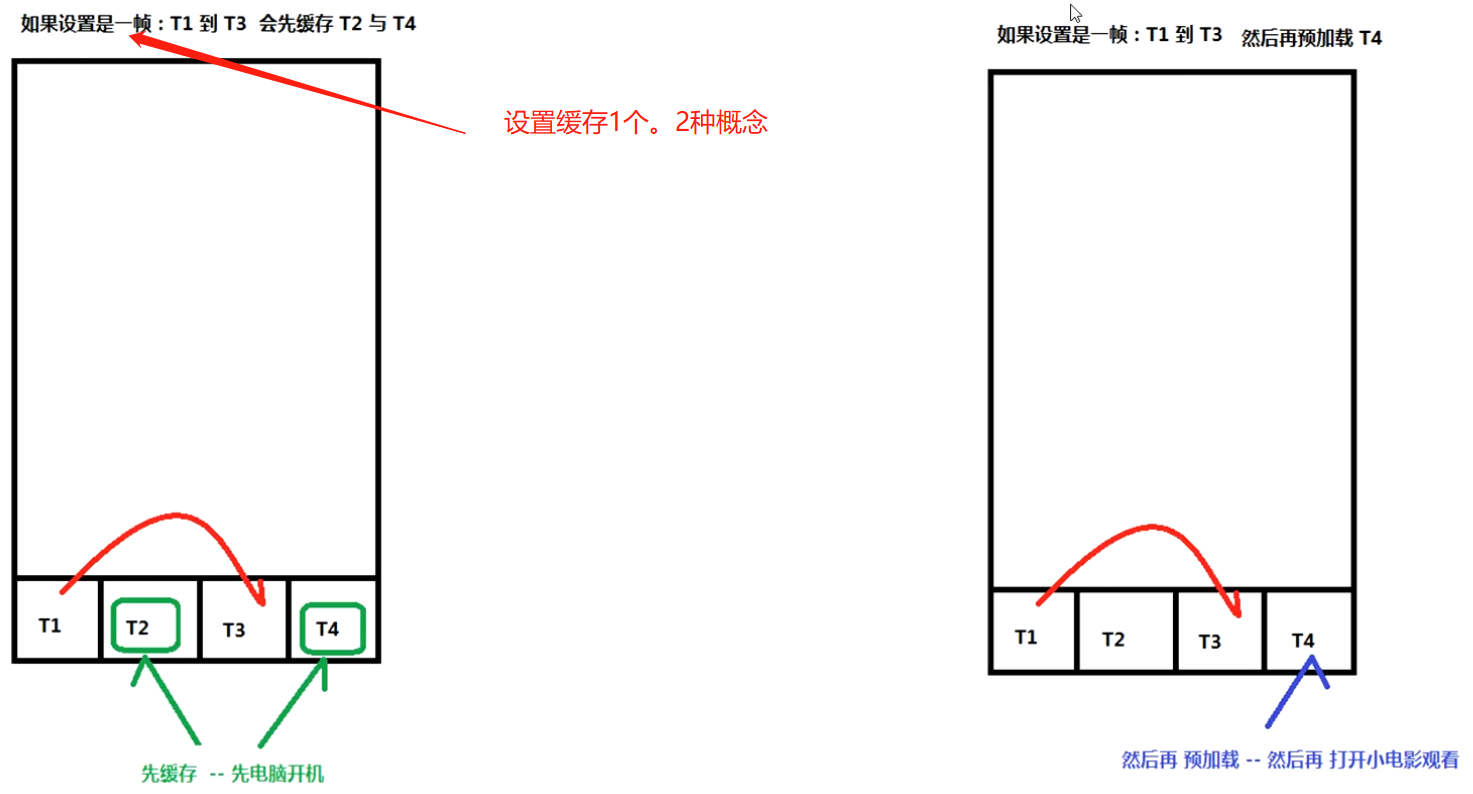 如果设置是一帧：T1 到 T3 会先缓存 T2 与 T4
如果设置是一帧：T1 到 T3 然后再预加载 T4
设置缓存1个。2种概念
T1 T2 T3 T4
T1 T2 T3 T4
先缓存 -- 先电脑开机
然后再 预加载 -- 然后再 打开小电影观看